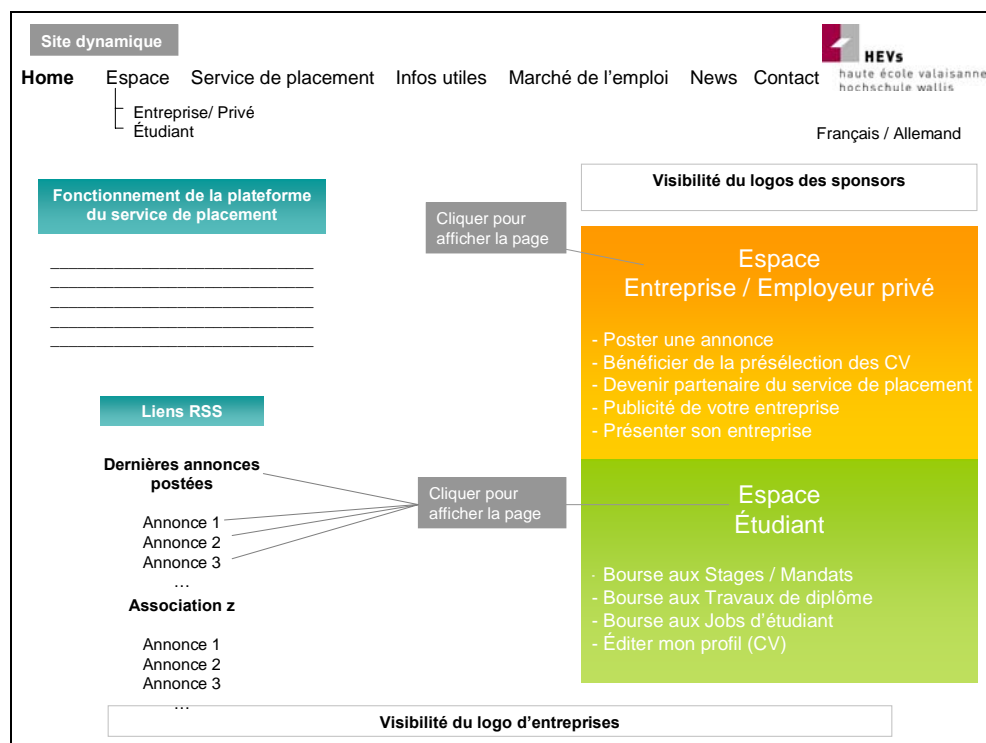 Site dynamique
HEVs
haute école valaisanne
hochschule wallis
Home Espace Service de placement Infos utiles Marché de l'emploi News Contact
Entreprise/ Privé
Étudiant
Français / Allemand
Fonctionnement de la plateforme
du service de placement
Visibilité du logos des sponsors
Cliquer pour
afficher la page
Espace
Entreprise / Employeur privé
- Poster une annonce
- Bénéficier de la présélection des CV
- Devenir partenaire du service de placement
- Publicité de votre entreprise
- Présenter son entreprise
Liens RSS
Dernières annonces
postées
Annonce 1
Annonce 2
Annonce 3
…
Cliquer pour
afficher la page
Espace
Étudiant
- Bourse aux Stages / Mandats
- Bourse aux Travaux de diplôme
- Bourse aux Jobs d'étudiant
- Éditer mon profil (CV)
Association z
Annonce 1
Annonce 2
Annonce 3
…
Visibilité du logo d'entreprises